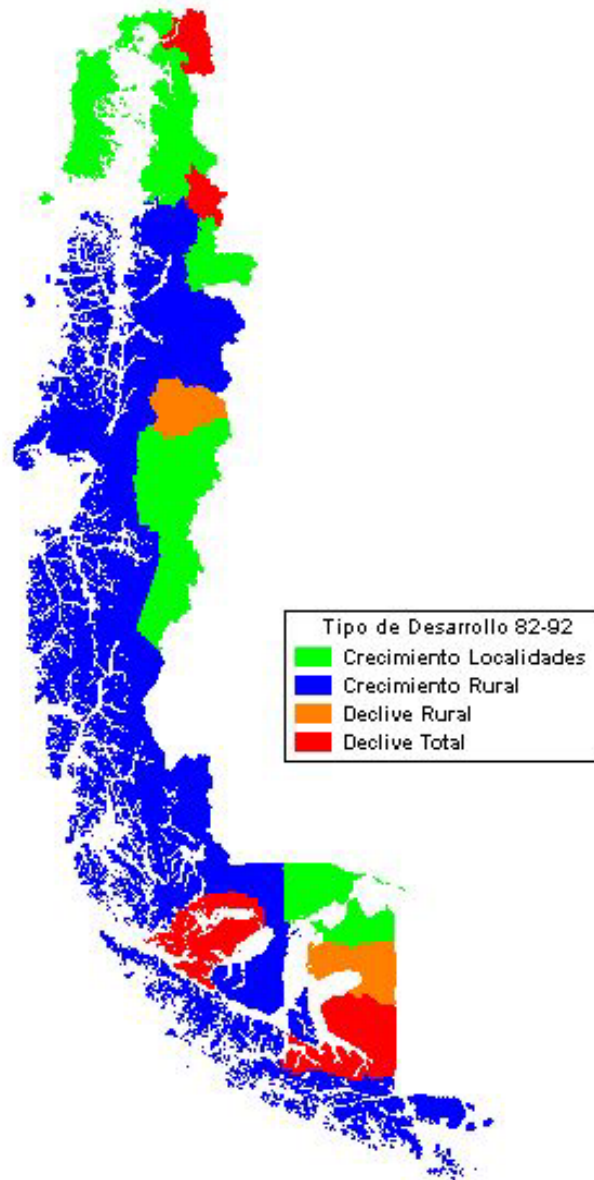 Tipo de Desarrollo 82-92
Crecimiento Localidades
Crecimiento Rural
Declive Rural
Declive Total